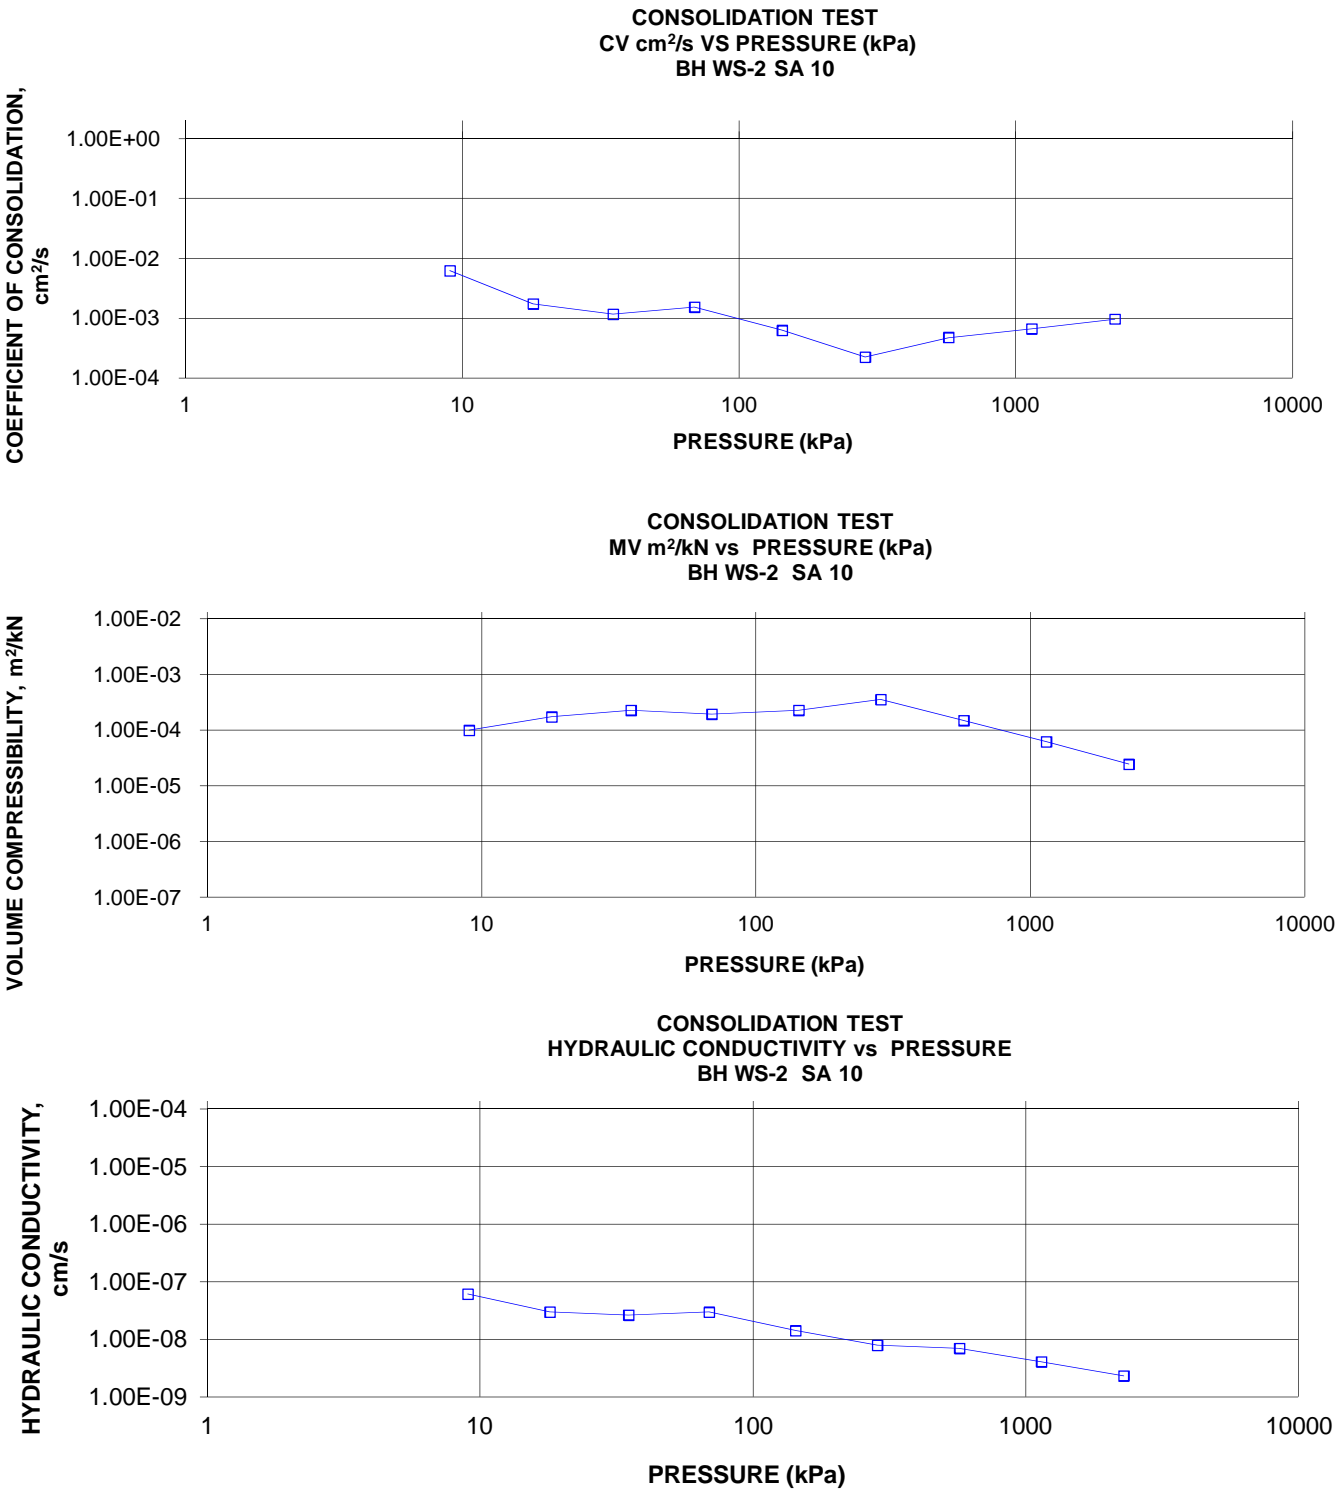 CONSOLIDATION TEST
CV cm²/s VS PRESSURE (kPa)
BH WS-2 SA 10
COEFFICIENT OF CONSOLIDATION,
cm²/s
1.00E+00
1.00E-01
1.00E-02
1.00E-03
1.00E-04
1 10 100 1000 10000
PRESSURE (kPa)
CONSOLIDATION TEST
MV m²/kN vs PRESSURE (kPa)
BH WS-2 SA 10
VOLUME COMPRESSIBILITY, m²/kN
1.00E-02
1.00E-03
1.00E-04
1.00E-05
1.00E-06
1.00E-07
1 10 100 1000 10000
PRESSURE (kPa)
CONSOLIDATION TEST
HYDRAULIC CONDUCTIVITY vs PRESSURE
BH WS-2 SA 10
HYDRAULIC CONDUCTIVITY,
cm/s
1.00E-04
1.00E-05
1.00E-06
1.00E-07
1.00E-08
1.00E-09
1 10 100 1000 10000
PRESSURE (kPa)